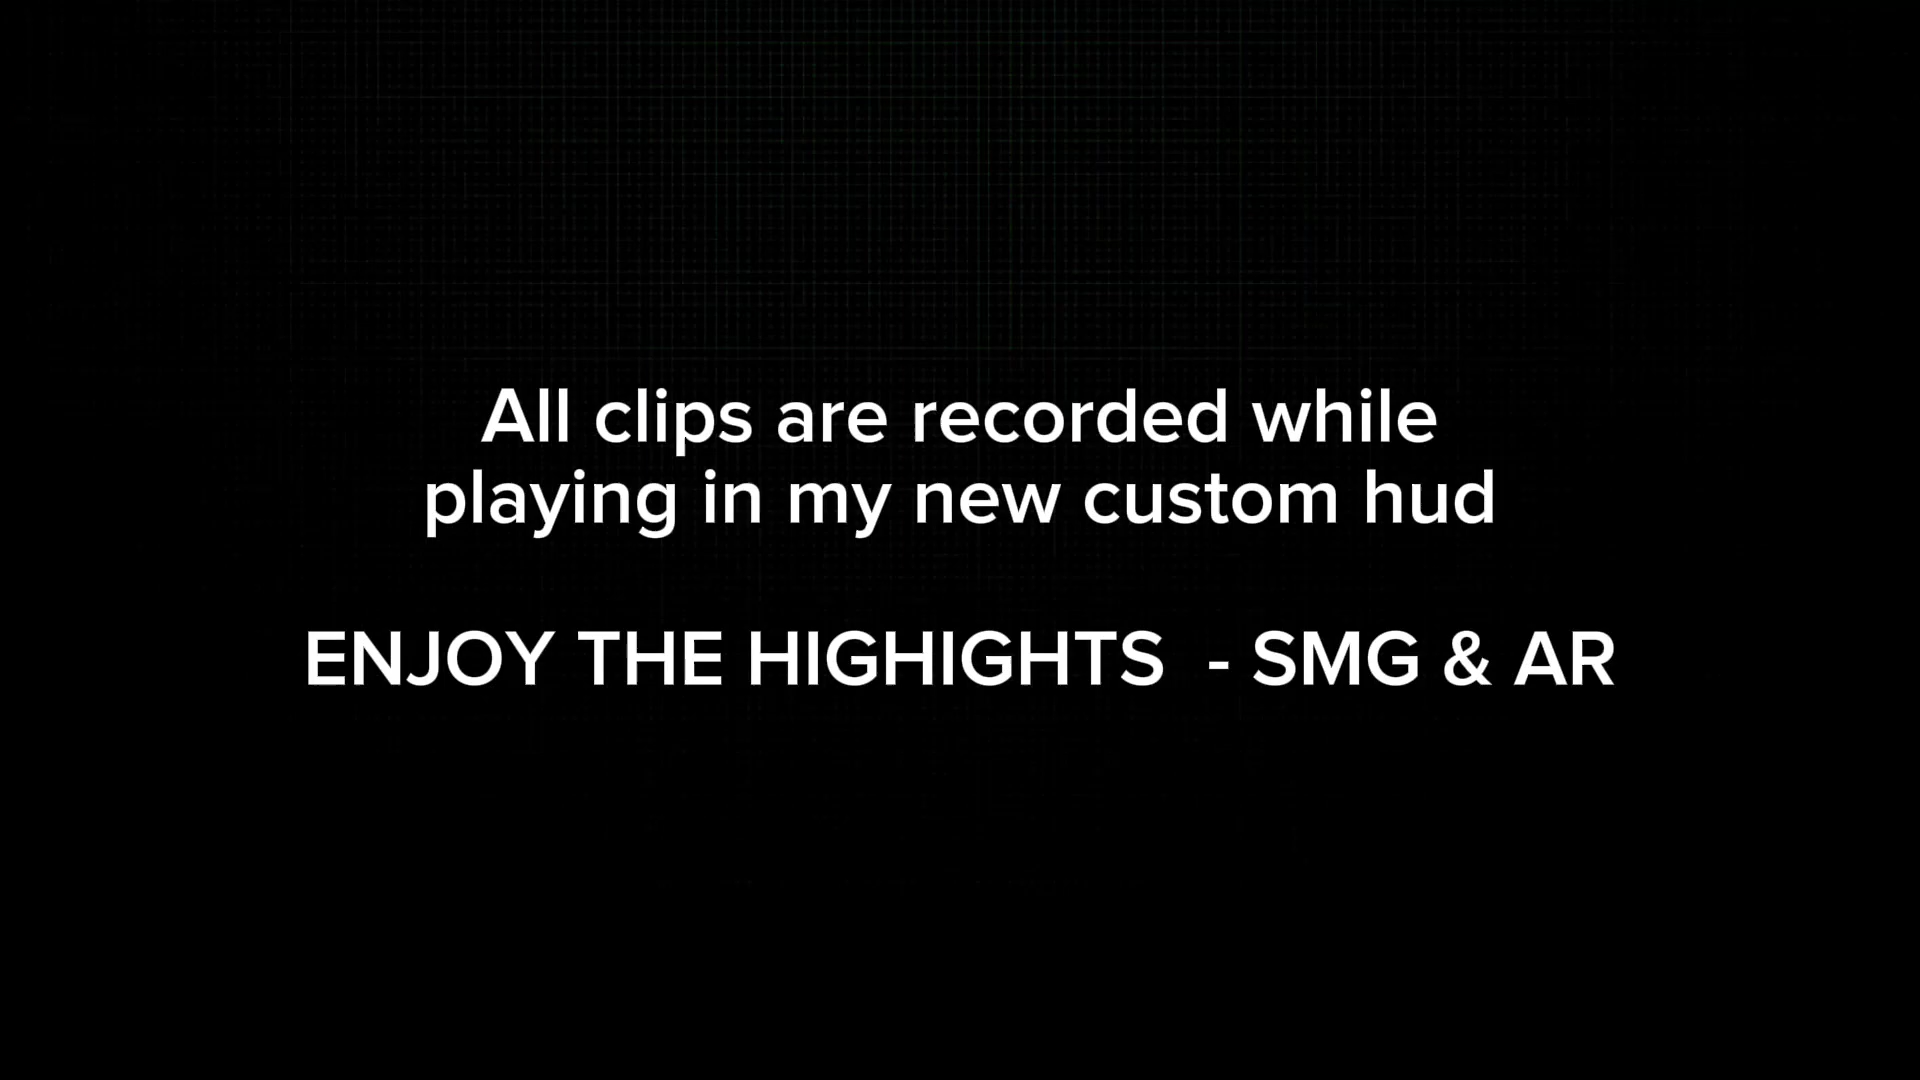 All clips are recorded while
playing in my new custom hud
ENJOY THE HIGHIGHTS  - SMG & AR